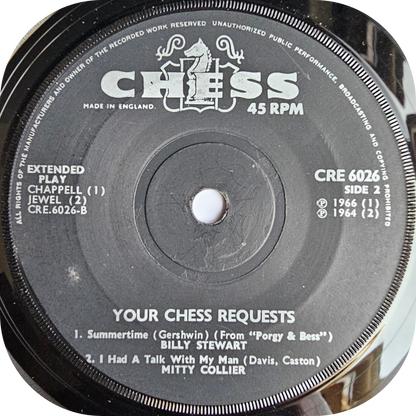 ALL RIGHTS OF THE MANUFACTURERS AND OWNER OF THE RECORDED WORK RESERVED UNAUTHORIZED PUBLIC PERFORMANCE, BROADCASTING AND COPYING PROHIBITED
CHESS
MADE IN ENGLAND.
45 RPM
EXTENDED
PLAY
CHAPPELL (1)
JEWEL (2)
CRE.6026-B
CRE 6026
SIDE 2
℗ 1966 (1)
℗ 1964 (2)
YOUR CHESS REQUESTS
1. Summertime (Gershwin) (From "Porgy & Bess")
BILLY STEWART
2. I Had A Talk With My Man (Davis, Caston)
MITTY COLLIER